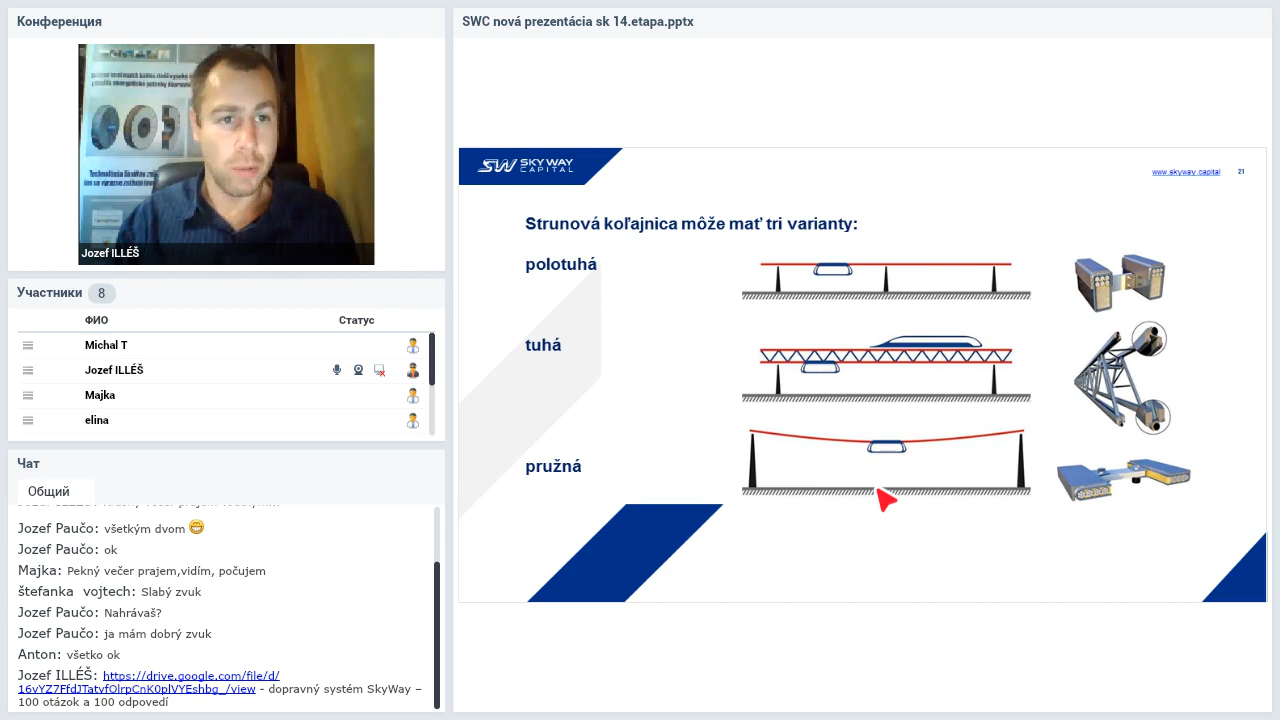 Конференция
Jozef ILLÉŠ
Участники 8
ФИО Статус
Michal T
Jozef ILLÉŠ
Majka
elina
Чат
Общий
Jozef Paučo: všetkým dvom
Jozef Paučo: ok
Majka: Pekný večer prajem,vidím, počujem
štefanka vojtech: Slabý zvuk
Jozef Paučo: Nahrávaš?
Jozef Paučo: ja mám dobrý zvuk
Anton: všetko ok
Jozef ILLÉŠ: https://drive.google.com/file/d/
16vYZ7FfdJTatvfOlrpCnK0plVYEshbg_/view - dopravný systém SkyWay –
100 otázok a 100 odpovedí
SWC nová prezentácia sk 14.etapa.pptx
SW SKY WAY
CAPITAL
www.skyway.capital 21
Strunová koľajnica môže mať tri varianty:
polotuhá
tuhá
pružná